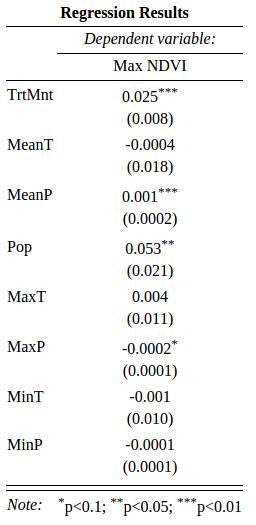 Regression Results
Dependent variable:
Max NDVI
TrtMnt 0.025***
(0.008)
MeanT -0.0004
(0.018)
MeanP 0.001***
(0.0002)
Pop 0.053**
(0.021)
MaxT 0.004
(0.011)
MaxP -0.0002*
(0.0001)
MinT -0.001
(0.010)
MinP -0.0001
(0.0001)
Note: *p<0.1; **p<0.05; ***p<0.01